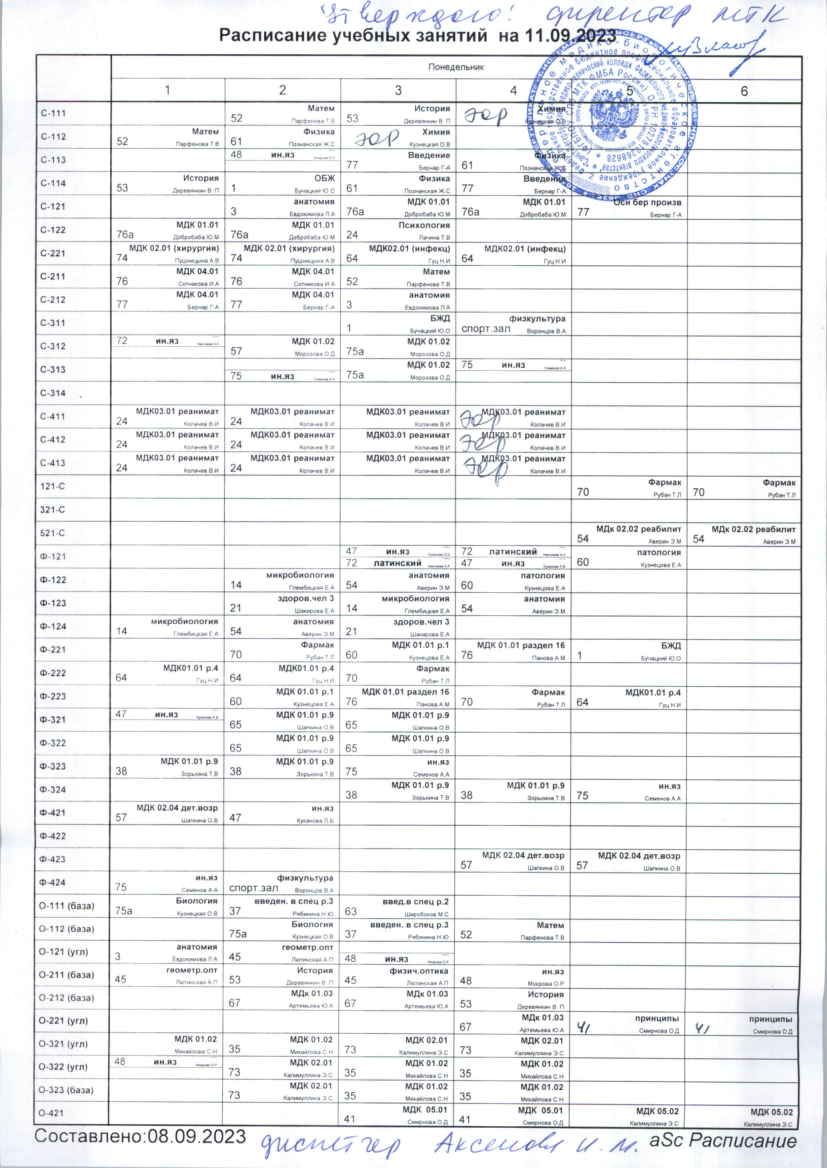 "Утверждаю" директор МТК
Расписание учебных занятий на 11.09.2023
Понедельник
1 2 3 4 5 6
С-111 52 Матем Парфенова Т.В 53 История Деревянкин В. П Химия
С-112 52 Матем Парфенова Т.В 61 Физика Познанская Ж.С Химия Кузнецкая О.В
С-113 48 ин.яз 77 Введение Бернар Г-А 61 Физика
С-114 53 История Деревянкин В. П 1 ОБЖ Бучацкий Ю.О 61 Физика Познанская Ж.С 77 Введение Бернар Г-А
С-121 3 анатомия Евдокимова Л.А 76а МДК 01.01 Добробаба Ю.М 76а МДК 01.01 Добробаба Ю.М 77 Осн бер произв Бернар Г-А
С-122 76а МДК 01.01 Добробаба Ю.М 76а МДК 01.01 Добробаба Ю.М 24 Психология Лачина Т.В
С-221 74 МДК 02.01 (хирургия) Пушницына А.В 74 МДК 02.01 (хирургия) Пушницына А.В 64 МДК02.01 (инфекц) Гуц Н.И 64 МДК02.01 (инфекц) Гуц Н.И
С-211 76 МДК 04.01 Сотникова И.А 76 МДК 04.01 Сотникова И.А 52 Матем Парфенова Т.В
С-212 77 МДК 04.01 Бернар Г-А 77 МДК 04.01 Бернар Г-А 3 анатомия Евдокимова Л.А
С-311 1 БЖД Бучацкий Ю.О спорт.зал физкультура Воронцов В.А
С-312 72 ин.яз 57 МДК 01.02 Морозова О.Д 75а МДК 01.02 Морозова О.Д
С-313 75 ин.яз 75а МДК 01.02 Морозова О.Д 75 ин.яз
С-314
С-411 24 МДК03.01 реанимат Колачев В.И 24 МДК03.01 реанимат Колачев В.И МДК03.01 реанимат Колачев В.И МДК03.01 реанимат Колачев В.И
С-412 24 МДК03.01 реанимат Колачев В.И 24 МДК03.01 реанимат Колачев В.И МДК03.01 реанимат Колачев В.И МДК03.01 реанимат Колачев В.И
С-413 24 МДК03.01 реанимат Колачев В.И 24 МДК03.01 реанимат Колачев В.И МДК03.01 реанимат Колачев В.И МДК03.01 реанимат Колачев В.И
121-С 70 Фармак Рубан Т.Л 70 Фармак Рубан Т.Л
321-С
521-С 54 МДк 02.02 реабилит Аверин Э.М 54 МДк 02.02 реабилит Аверин Э.М
Ф-121 47 ин.яз 72 латинский 60 патология Кузнецова Е.А
72 латинский 47 ин.яз
Ф-122 14 микробиология Глембицкая Е.А 54 анатомия Аверин Э.М 60 патология Кузнецова Е.А
Ф-123 21 здоров.чел 3 Шакирова Е.А 14 микробиология Глембицкая Е.А 54 анатомия Аверин Э.М
Ф-124 14 микробиология Глембицкая Е.А 54 анатомия Аверин Э.М 21 здоров.чел 3 Шакирова Е.А
Ф-221 70 Фармак Рубан Т.Л 60 МДК 01.01 р.1 Кузнецова Е.А 76 МДК 01.01 раздел 16 Панова А.М 1 БЖД Бучацкий Ю.О
Ф-222 64 МДК01.01 р.4 Гуц Н.И 64 МДК01.01 р.4 Гуц Н.И 70 Фармак Рубан Т.Л
Ф-223 60 МДК 01.01 р.1 Кузнецова Е.А 76 МДК 01.01 раздел 16 Панова А.М 70 Фармак Рубан Т.Л 64 МДК01.01 р.4 Гуц Н.И
Ф-321 47 ин.яз 65 МДК 01.01 р.9 Шапкина О.В 65 МДК 01.01 р.9 Шапкина О.В
Ф-322 65 МДК 01.01 р.9 Шапкина О.В 65 МДК 01.01 р.9 Шапкина О.В
Ф-323 38 МДК 01.01 р.9 Зорькина Т.В 38 МДК 01.01 р.9 Зорькина Т.В 75 ин.яз Семенов А.А
Ф-324 38 МДК 01.01 р.9 Зорькина Т.В 38 МДК 01.01 р.9 Зорькина Т.В 75 ин.яз Семенов А.А
Ф-421 57 МДК 02.04 дет.возр Шапкина О.В 47 ин.яз Куканова Л.Б
Ф-422
Ф-423 57 МДК 02.04 дет.возр Шапкина О.В 57 МДК 02.04 дет.возр Шапкина О.В
Ф-424 75 ин.яз Семенов А.А спорт.зал физкультура Воронцов В.А
О-111 (база) 75а Биология Кузнецкая О.В 37 введен. в спец р.3 Рябинина Н.Ю 63 введ.в спец р.2 Широбоков М.С
О-112 (база) 75а Биология Кузнецкая О.В 37 введен. в спец р.3 Рябинина Н.Ю 52 Матем Парфенова Т.В
О-121 (угл) 3 анатомия Евдокимова Л.А 45 геометр.опт Лютинская А.П 48 ин.яз
О-211 (база) 45 геометр.опт Лютинская А.П 53 История Деревянкин В. П 45 физич.оптика Лютинская А.П 48 ин.яз Мокрова О.Р
О-212 (база) 67 МДк 01.03 Артемьева Ю.А 67 МДк 01.03 Артемьева Ю.А 53 История Деревянкин В. П
О-221 (угл) 67 МДК 01.03 Артемьева Ю.А 41 принципы Смирнова О.Д 41 принципы Смирнова О.Д
О-321 (угл) МДК 01.02 Михайлова С.Н 35 МДК 01.02 Михайлова С.Н 73 МДК 02.01 Калимуллина Э.С 73 МДК 02.01 Калимуллина Э.С
О-322 (угл) 48 ин.яз 73 МДК 02.01 Калимуллина Э.С 35 МДК 01.02 Михайлова С.Н 35 МДК 01.02 Михайлова С.Н
О-323 (база) 73 МДК 02.01 Калимуллина Э.С 35 МДК 01.02 Михайлова С.Н 35 МДК 01.02 Михайлова С.Н
О-421 41 МДК 05.01 Смирнова О.Д 41 МДК 05.01 Смирнова О.Д МДК 05.02 Калимуллина Э.С МДК 05.02 Калимуллина Э.С
Составлено:08.09.2023 диспетчер Аксенова И. М. aSc Расписание